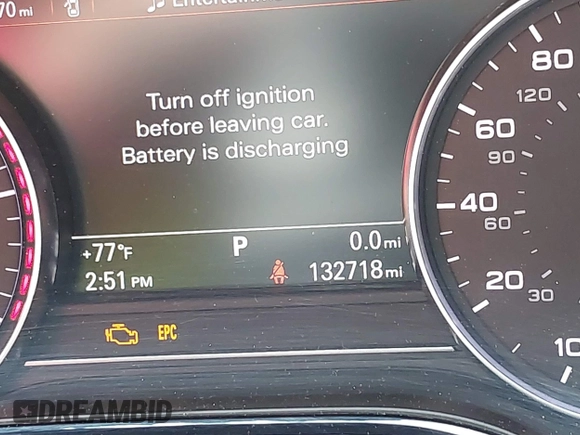 70 mi
Turn off ignition
before leaving car.
Battery is discharging
+77°F
P
0.0 mi
2:51 PM
132718 mi
EPC
80
120
60
90
40
60
20
30
10
DREAMBID